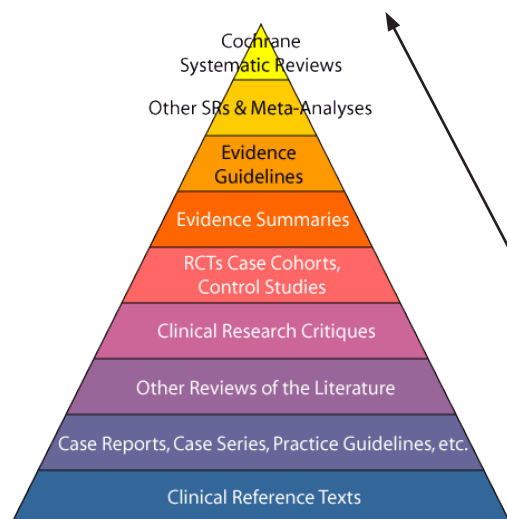 Cochrane
Systematic Reviews
Other SRs & Meta-Analyses
Evidence
Guidelines
Evidence Summaries
RCTs Case Cohorts,
Control Studies
Clinical Research Critiques
Other Reviews of the Literature
Case Reports, Case Series, Practice Guidelines, etc.
Clinical Reference Texts